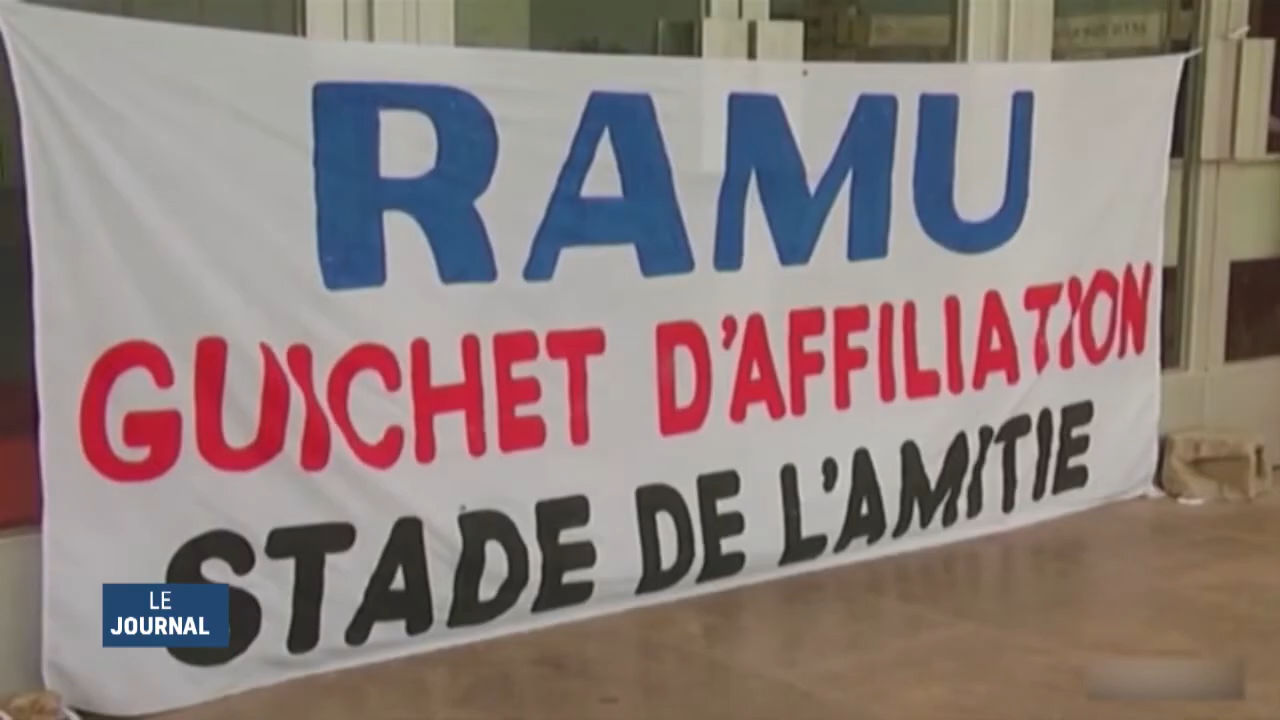 RAMU
GUICHET D'AFFILIATION
STADE DE L'AMITIE
LE
JOURNAL